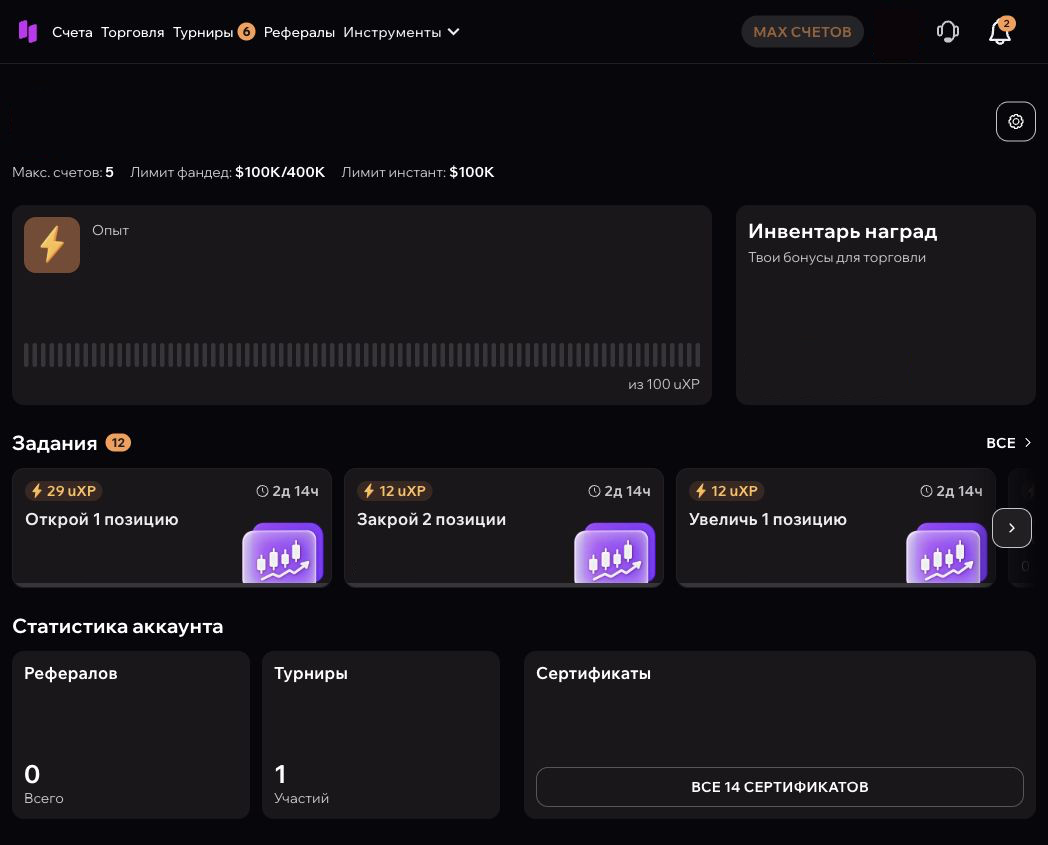 Счета Торговля Турниры 6 Рефералы Инструменты MAX СЧЕТОВ 2
Макс. счетов: 5 Лимит фандед: $100K/400K Лимит инстант: $100K
Опыт
из 100 uXP
Инвентарь наград
Твои бонусы для торговли
Задания 12 ВСЕ
29 uXP 2д 14ч
Открой 1 позицию
12 uXP 2д 14ч
Закрой 2 позиции
12 uXP 2д 14ч
Увеличь 1 позицию
Статистика аккаунта
Рефералов
0
Всего
Турниры
1
Участий
Сертификаты
ВСЕ 14 СЕРТИФИКАТОВ